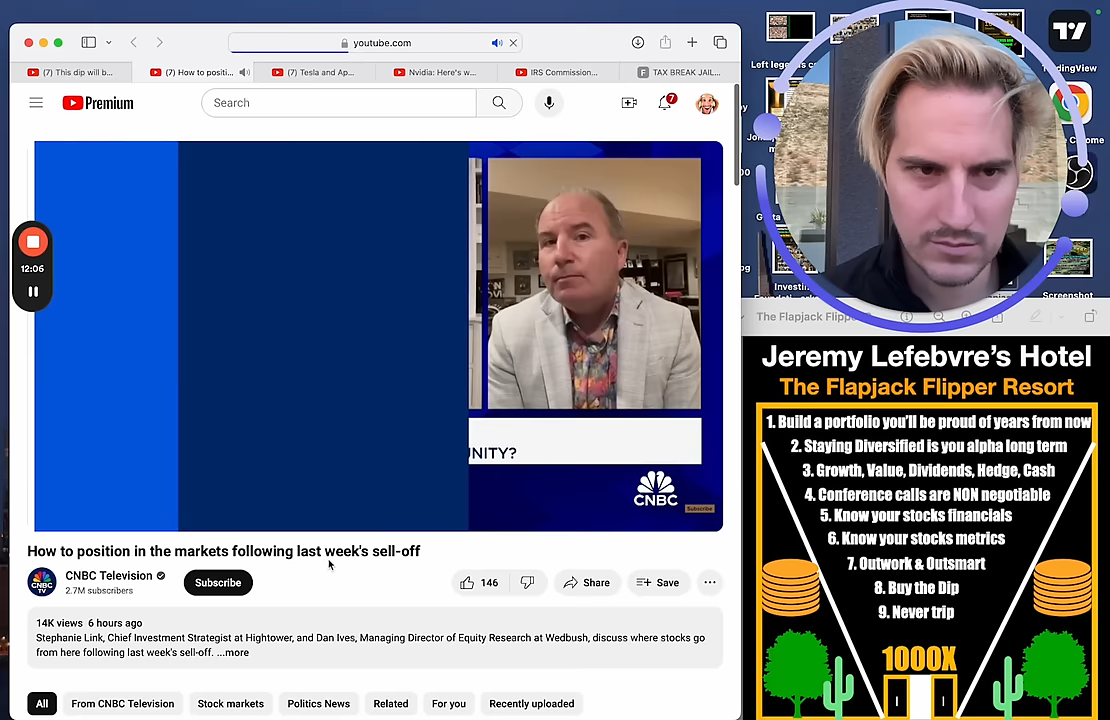 youtube.com
(7) This dip will b...
(7) How to positi...
(7) Tesla and Ap...
Nvidia: Here's w...
IRS Commission...
TAX BREAK JAIL...
Premium
Search
7
12:06
NITY?
CNBC
Subscribe
How to position in the markets following last week's sell-off
CNBC Television
2.7M subscribers
Subscribe
146
Share
Save
14K views 6 hours ago
Stephanie Link, Chief Investment Strategist at Hightower, and Dan Ives, Managing Director of Equity Research at Wedbush, discuss where stocks go
from here following last week's sell-off. ...more
All
From CNBC Television
Stock markets
Politics News
Related
For you
Recently uploaded
TradingView
Screenshot
The Flapjack Flippe
Jeremy Lefebvre's Hotel
The Flapjack Flipper Resort
1. Build a portfolio you'll be proud of years from now
2. Staying Diversified is you alpha long term
3. Growth, Value, Dividends, Hedge, Cash
4. Conference calls are NON negotiable
5. Know your stocks financials
6. Know your stocks metrics
7. Outwork & Outsmart
8. Buy the Dip
9. Never trip
1000X